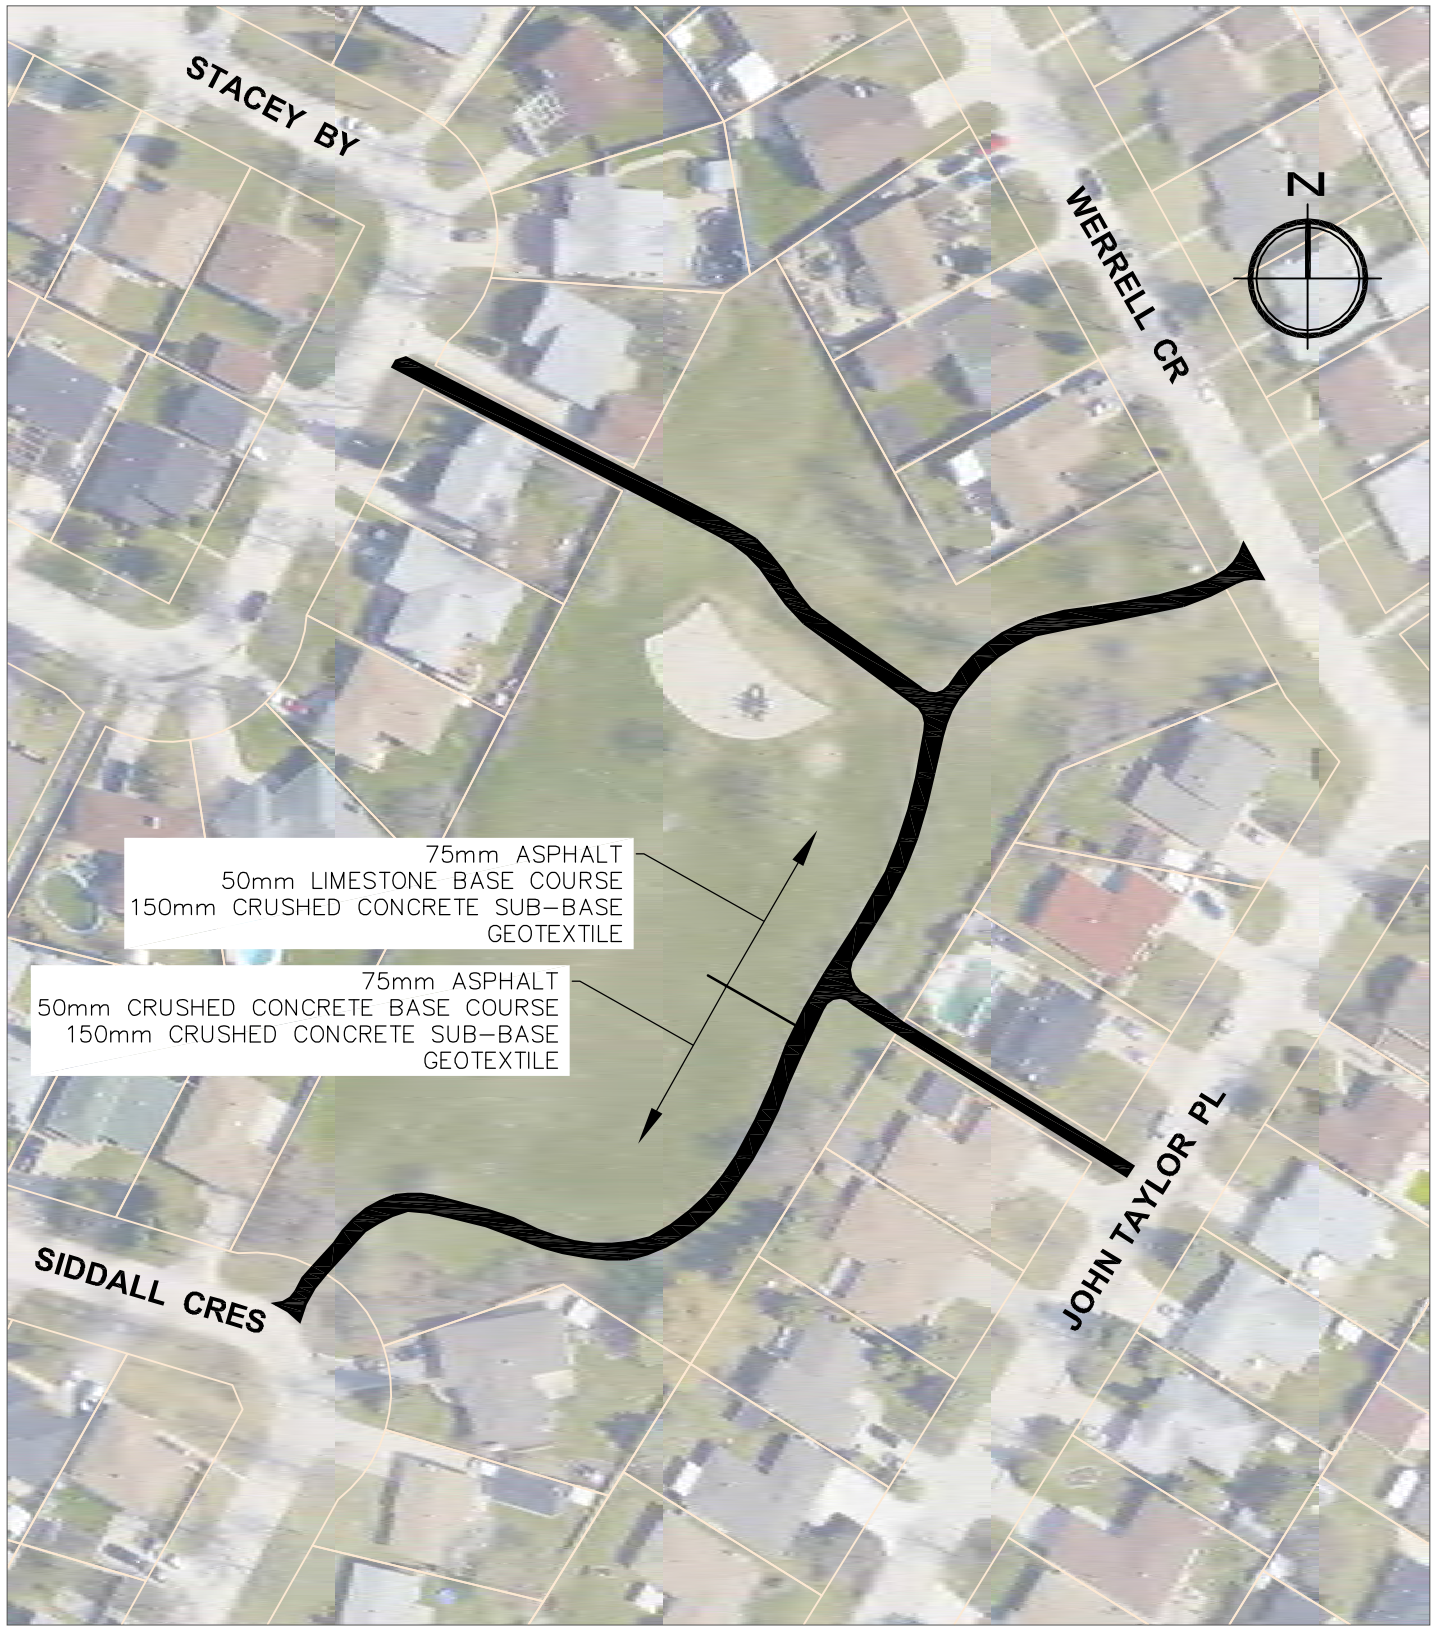 STACEY BY
WERRELL CR
N
75mm ASPHALT
50mm LIMESTONE BASE COURSE
150mm CRUSHED CONCRETE SUB-BASE
GEOTEXTILE
75mm ASPHALT
50mm CRUSHED CONCRETE BASE COURSE
150mm CRUSHED CONCRETE SUB-BASE
GEOTEXTILE
JOHN TAYLOR PL
SIDDALL CRES